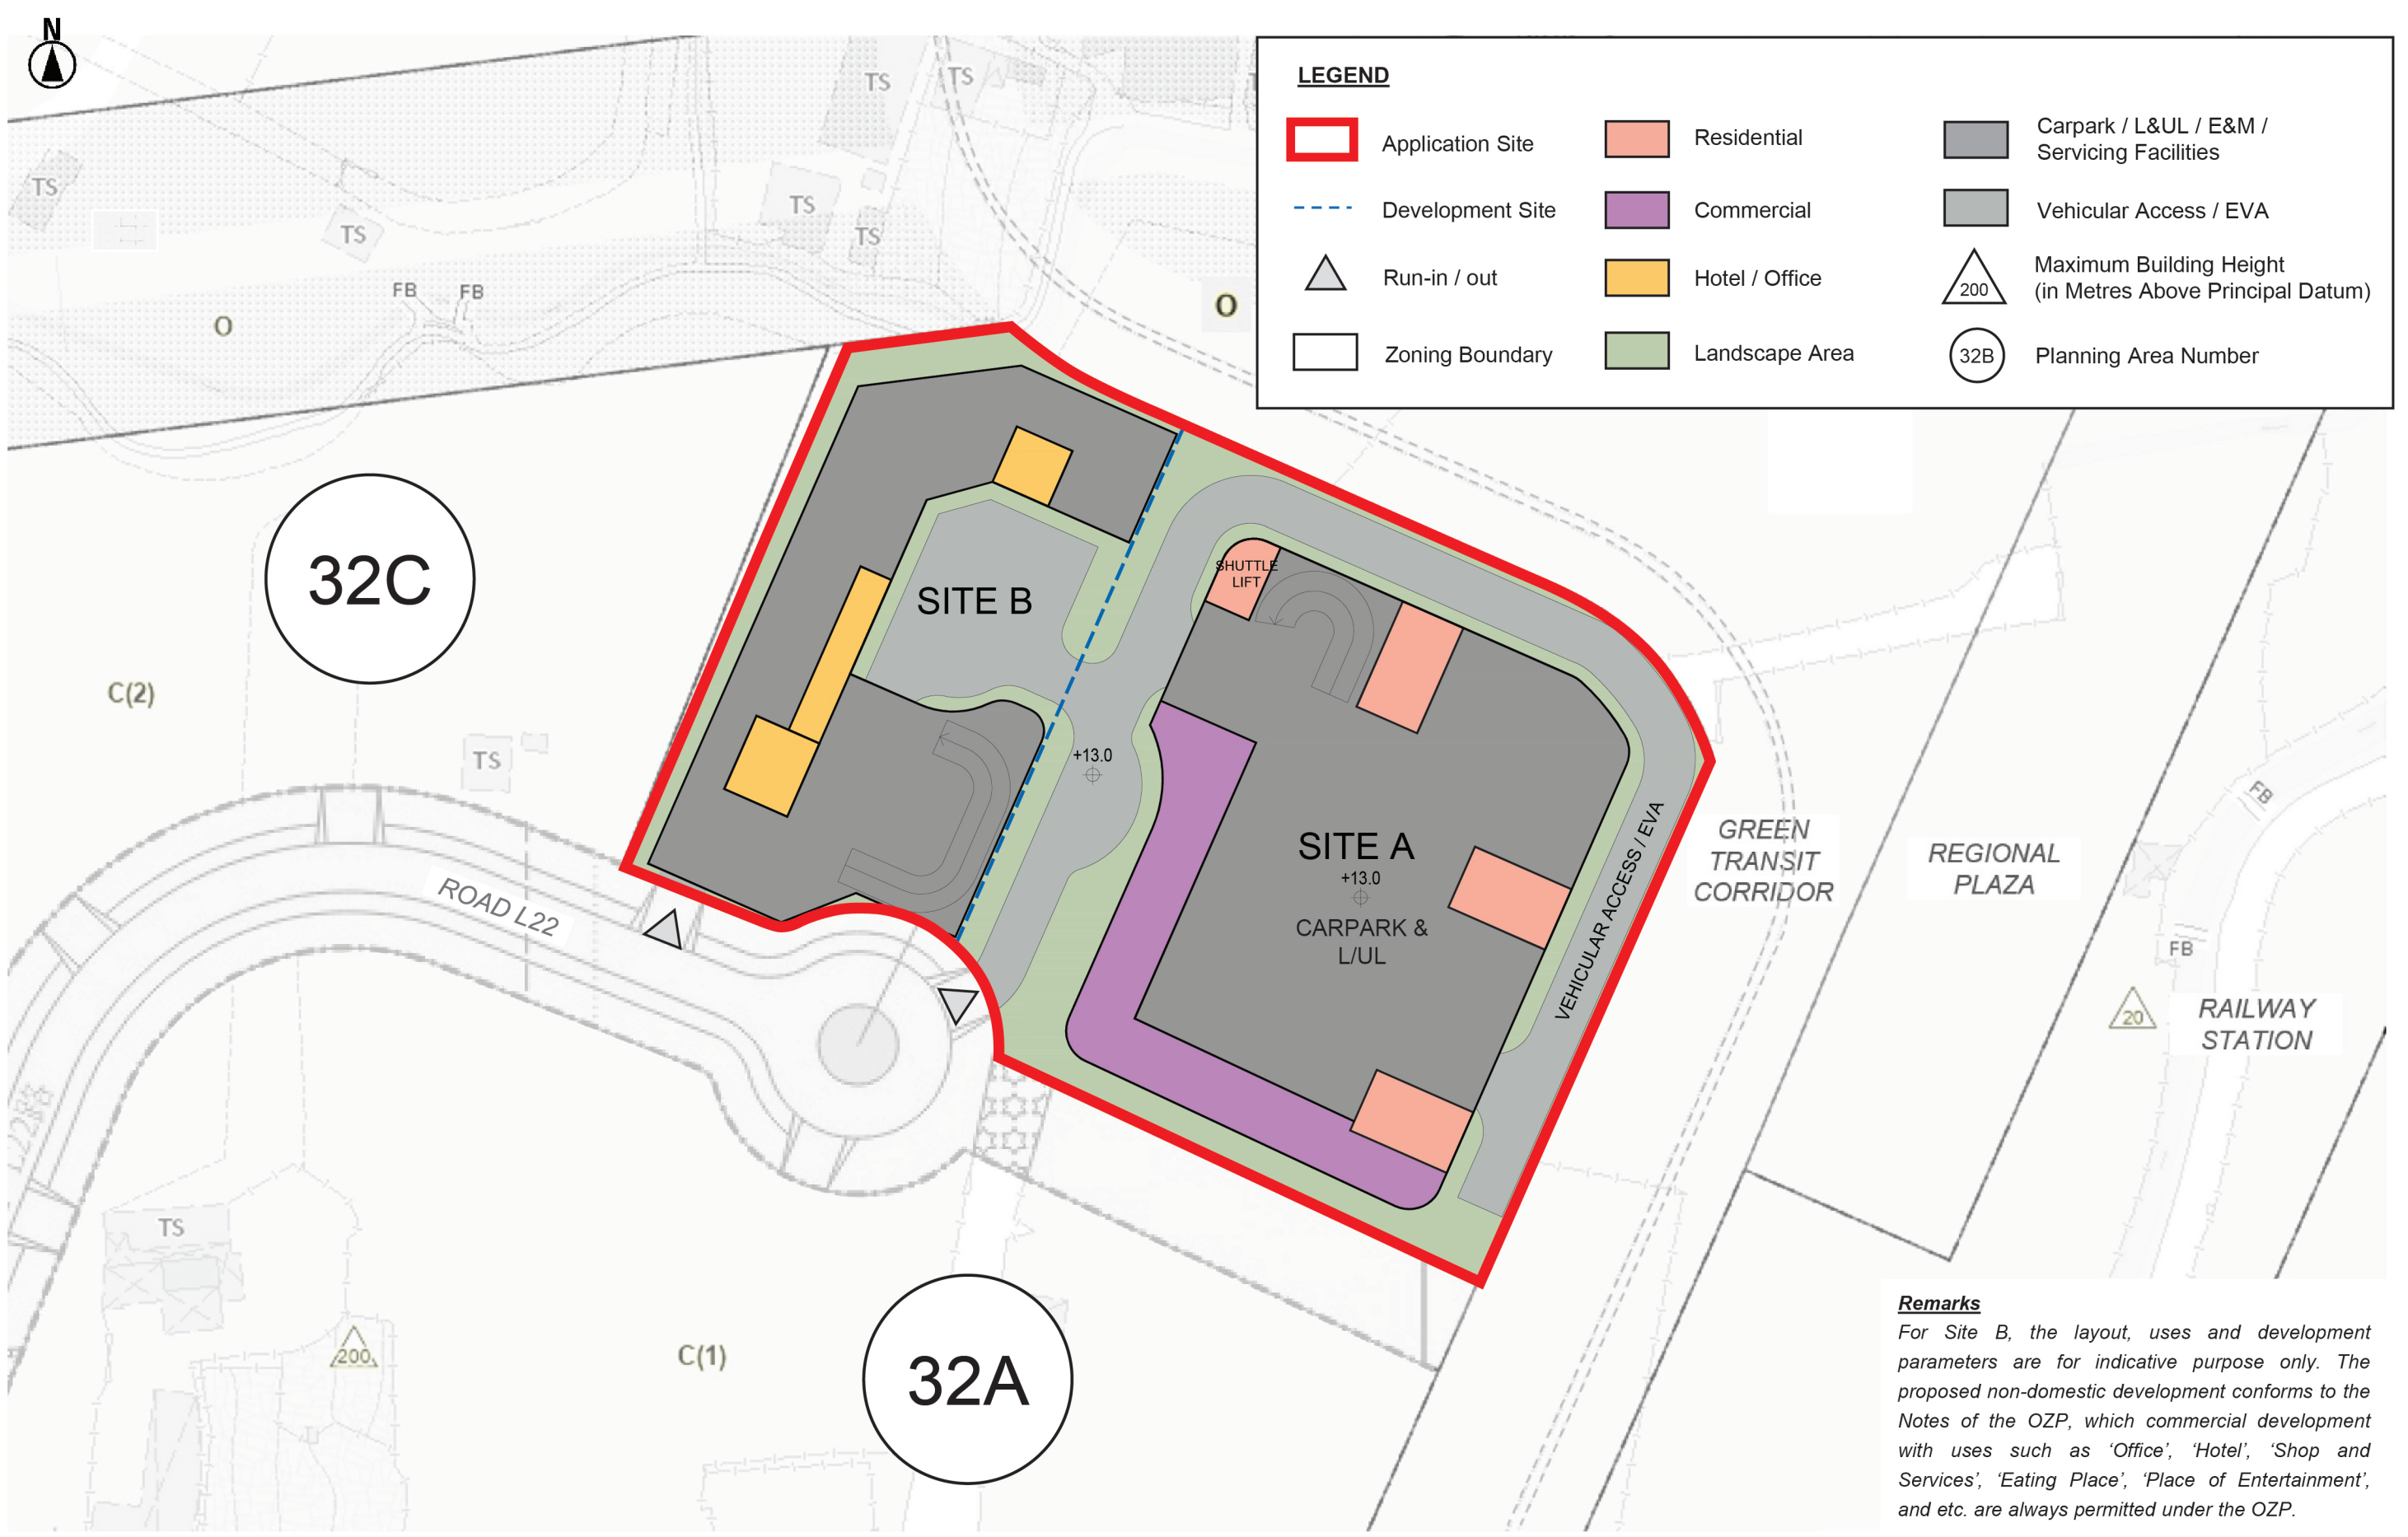 N
LEGEND
Application Site
Residential
Carpark / L&UL / E&M /
Servicing Facilities
Development Site
Commercial
Vehicular Access / EVA
Run-in / out
Hotel / Office
200
Maximum Building Height
(in Metres Above Principal Datum)
Zoning Boundary
Landscape Area
32B
Planning Area Number
TS
TS
TS
TS
TS
TS
FB
FB
O
O
32C
C(2)
TS
SITE B
SHUTTLE
LIFT
+13.0
SITE A
+13.0
CARPARK &
L/UL
VEHICULAR ACCESS / EVA
GREEN
TRANSIT
CORRIDOR
REGIONAL
PLAZA
FB
FB
20
RAILWAY
STATION
ROAD L22
TS
200
C(1)
32A
Remarks
For Site B, the layout, uses and development
parameters are for indicative purpose only. The
proposed non-domestic development conforms to the
Notes of the OZP, which commercial development
with uses such as ‘Office’, ‘Hotel’, ‘Shop and
Services’, ‘Eating Place’, ‘Place of Entertainment’,
and etc. are always permitted under the OZP.